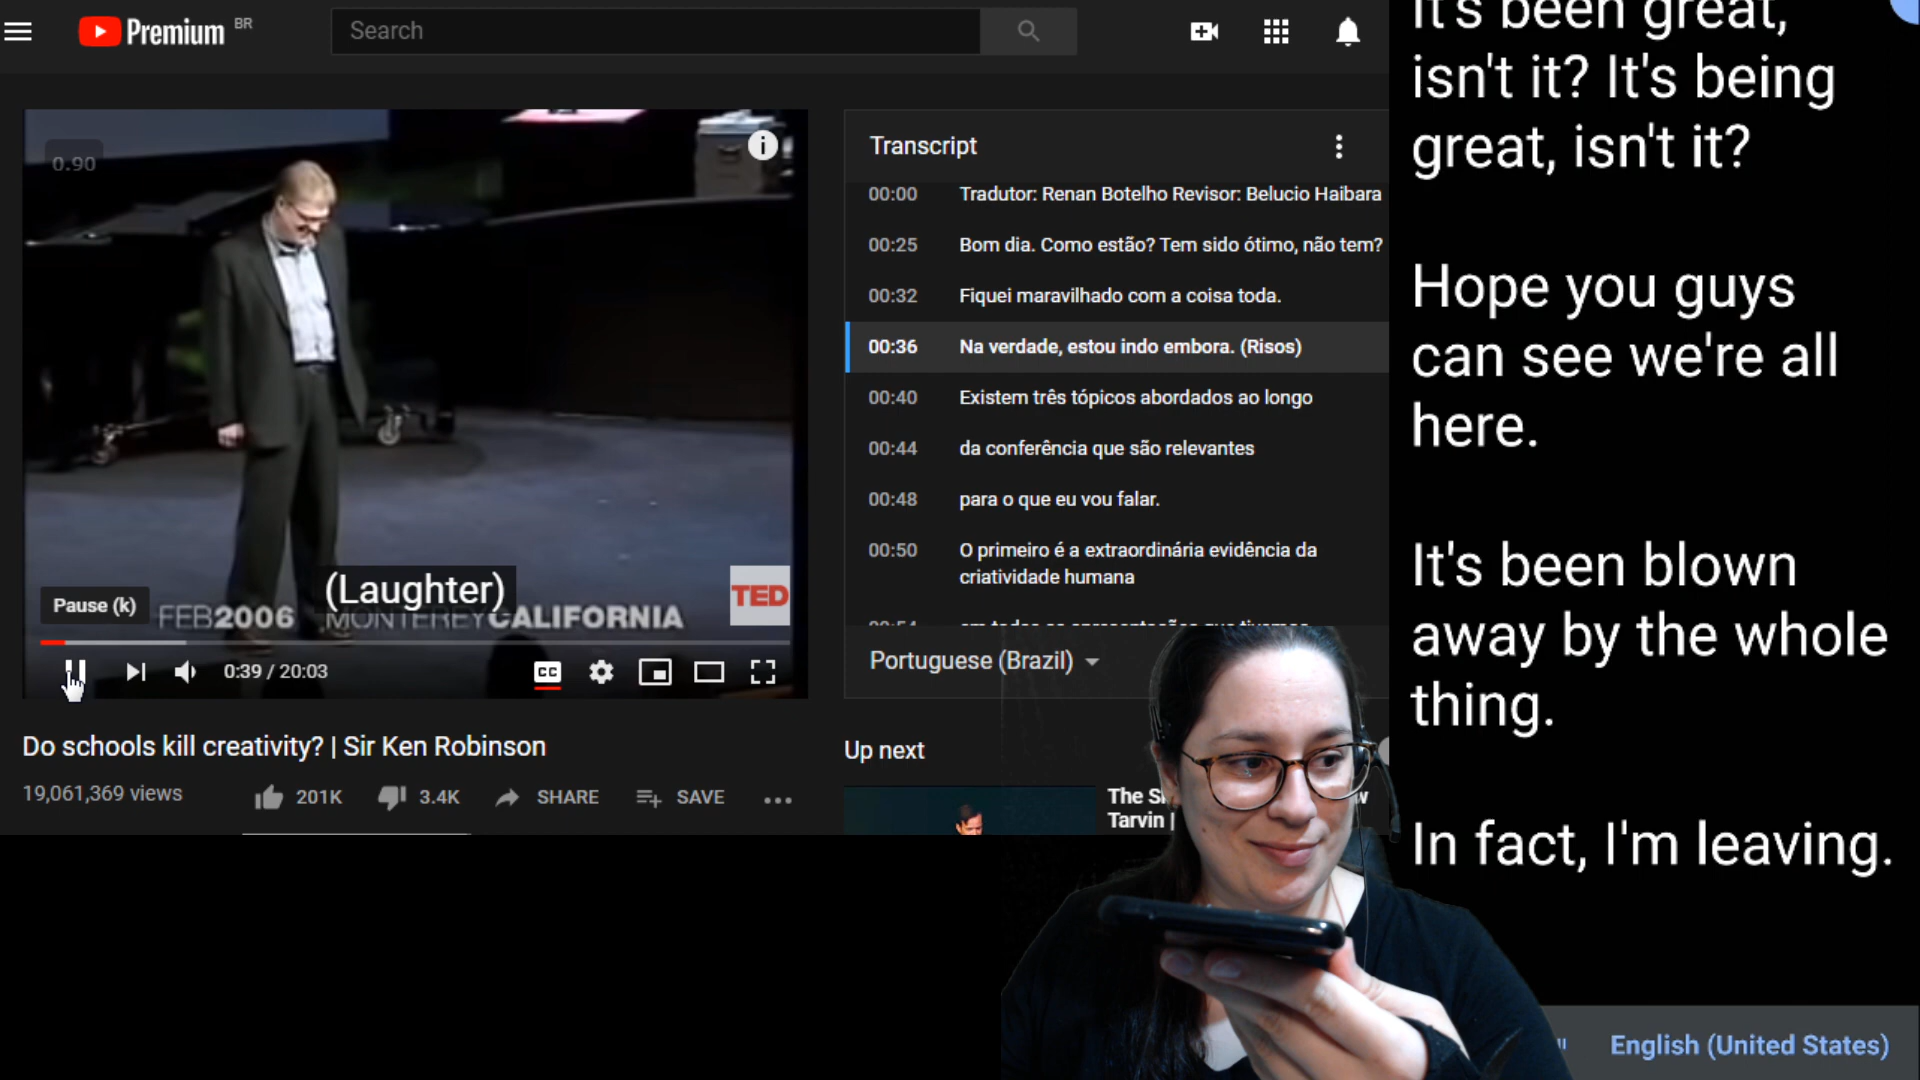 Premium BR
Search
0.90
(Laughter)
FEB2006 MONTEREY CALIFORNIA
TED
Pause (k)
0:39 / 20:03
CC
Do schools kill creativity? | Sir Ken Robinson
19,061,369 views
201K
3.4K
SHARE
SAVE
Transcript
00:00 Tradutor: Renan Botelho Revisor: Belucio Haibara
00:25 Bom dia. Como estão? Tem sido ótimo, não tem?
00:32 Fiquei maravilhado com a coisa toda.
00:36 Na verdade, estou indo embora. (Risos)
00:40 Existem três tópicos abordados ao longo
00:44 da conferência que são relevantes
00:48 para o que eu vou falar.
00:50 O primeiro é a extraordinária evidência da
criatividade humana
Portuguese (Brazil)
Up next
The
Tarvin |
It's been great,
isn't it? It's being
great, isn't it?
Hope you guys
can see we're all
here.
It's been blown
away by the whole
thing.
In fact, I'm leaving.
English (United States)